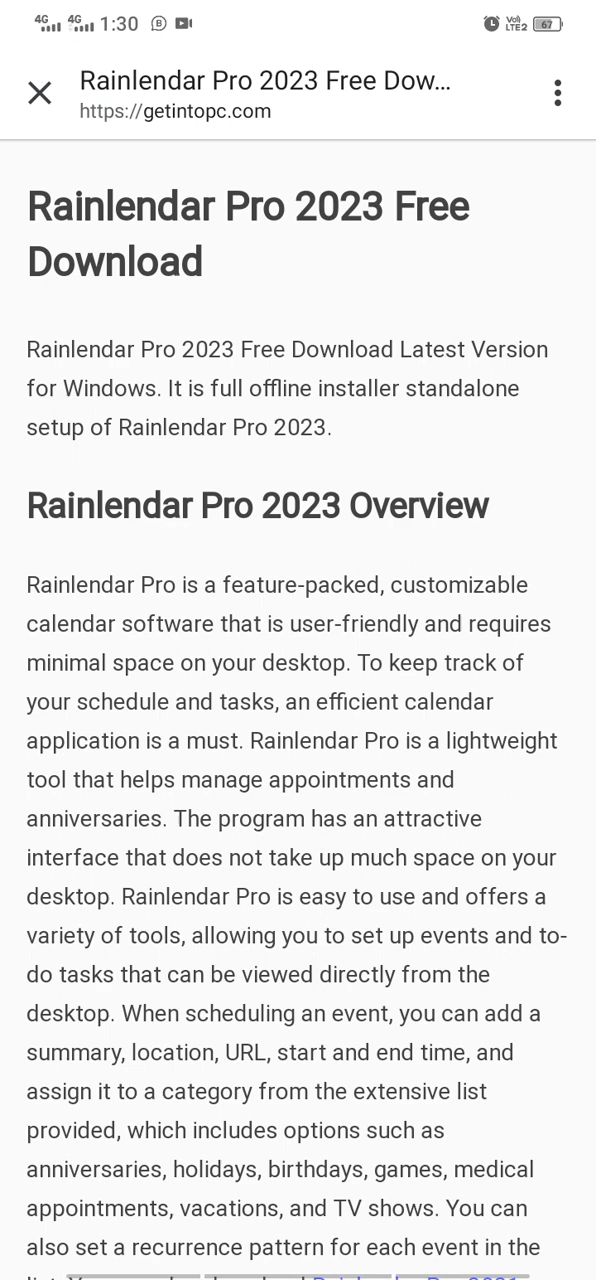 4G 4G 1:30 B Vol) LTE2 67
Rainlendar Pro 2023 Free Dow...
https://getintopc.com
Rainlendar Pro 2023 Free
Download
Rainlendar Pro 2023 Free Download Latest Version
for Windows. It is full offline installer standalone
setup of Rainlendar Pro 2023.
Rainlendar Pro 2023 Overview
Rainlendar Pro is a feature-packed, customizable
calendar software that is user-friendly and requires
minimal space on your desktop. To keep track of
your schedule and tasks, an efficient calendar
application is a must. Rainlendar Pro is a lightweight
tool that helps manage appointments and
anniversaries. The program has an attractive
interface that does not take up much space on your
desktop. Rainlendar Pro is easy to use and offers a
variety of tools, allowing you to set up events and to-
do tasks that can be viewed directly from the
desktop. When scheduling an event, you can add a
summary, location, URL, start and end time, and
assign it to a category from the extensive list
provided, which includes options such as
anniversaries, holidays, birthdays, games, medical
appointments, vacations, and TV shows. You can
also set a recurrence pattern for each event in the